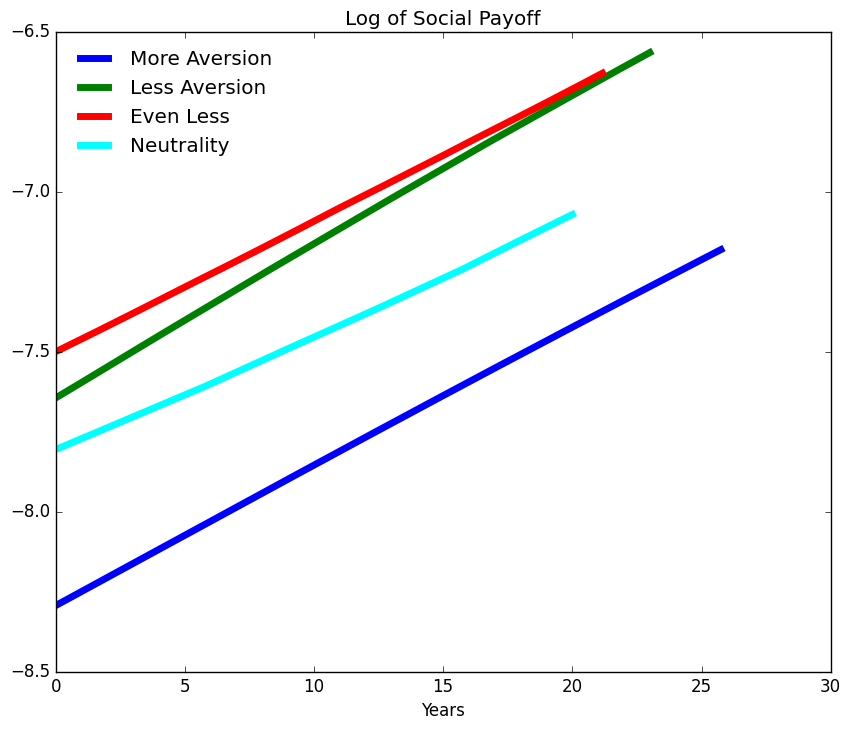 Log of Social Payoff
More Aversion
Less Aversion
Even Less
Neutrality
−6.5
−7.0
−7.5
−8.0
−8.5
0 5 10 15 20 25 30
Years